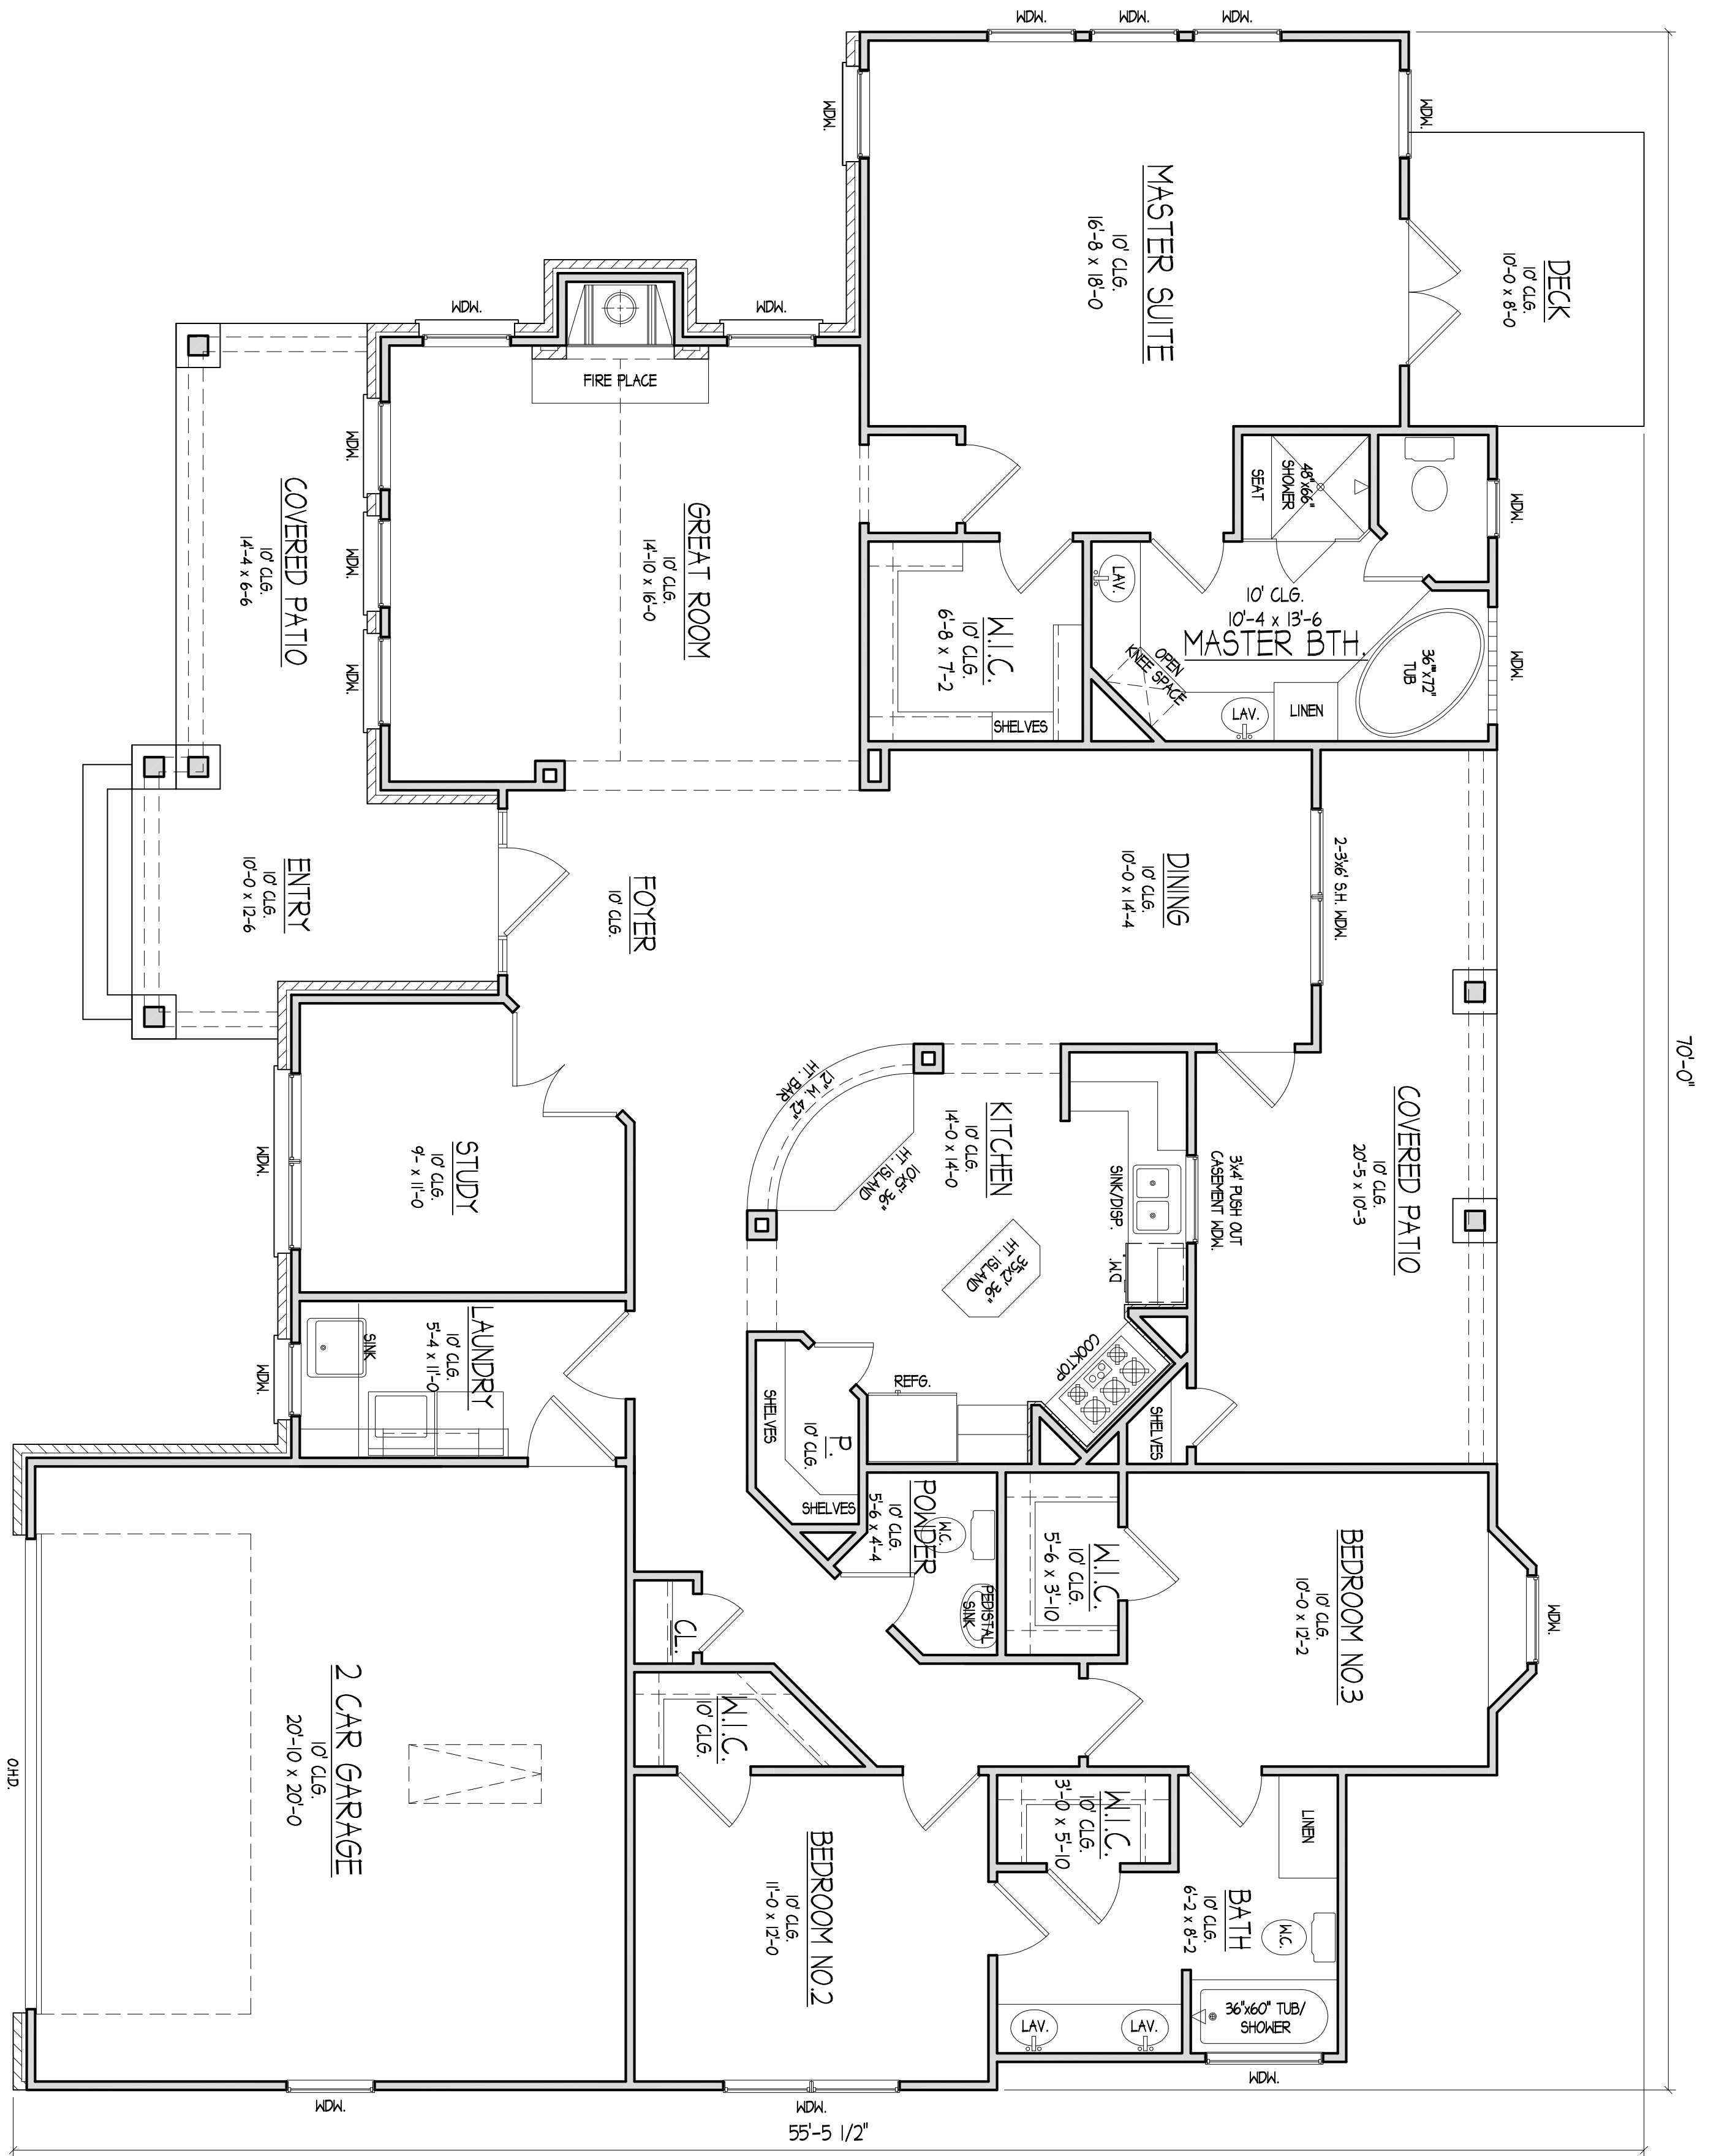 WDW.
WDW.
WDW.
WDW.
WDW.
MASTER SUITE
10' CLG.
16'-8 x 18'-0
DECK
10' CLG.
10'-0 x 8'-0
70'-0"
WDW.
WDW.
FIRE PLACE
GREAT ROOM
10' CLG.
14'-10 x 16'-0
WDW.
WDW.
WDW.
COVERED PATIO
10' CLG.
14'-4 x 6-6
48"x66"
SHOWER
SEAT
WDW.
WDW.
10' CLG.
10'-4 x 13'-6
MASTER BTH.
LAV.
OPEN
KNEE SPACE
LAV.
LINEN
36"x72"
TUB
W.I.C.
10' CLG.
6'-8 x 7'-2
SHELVES
ENTRY
10' CLG.
10'-0 x 12'-6
FOYER
10' CLG.
DINING
10' CLG.
10'-0 x 14'-4
2-3'x6' S.H. WDW.
COVERED PATIO
10' CLG.
20'-5 x 10'-3
3'x4' PUSH OUT
CASEMENT WDW.
KITCHEN
10' CLG.
14'-0 x 14'-0
12" W. 42"
HT. BAR
10'x5' 36"
HT. ISLAND
35x2' 36"
HT. ISLAND
SINK/DISP.
D.W.
COOKTOP
REFG.
SHELVES
P.
10' CLG.
SHELVES
SHELVES
STUDY
10' CLG.
9'- x 11'-0
WDW.
LAUNDRY
10' CLG.
5'-4 x 11'-0
SINK
WDW.
POWDER
10' CLG.
5'-6 x 4'-4
W.C.
PEDISTAL
SINK
W.I.C.
10' CLG.
5'-6 x 3'-10
BEDROOM NO.3
10' CLG.
10'-0 x 12'-2
WDW.
CL.
W.I.C.
10' CLG.
W.I.C.
10' CLG.
3'-0 x 5'-10
LINEN
BATH
10' CLG.
6'-2 x 8'-2
W.C.
36"x60" TUB/
SHOWER
LAV.
LAV.
WDW.
BEDROOM NO.2
10' CLG.
11'-0 x 12'-0
WDW.
2 CAR GARAGE
10' CLG.
20'-10 x 20'-0
O.H.D.
WDW.
55'-5 1/2"